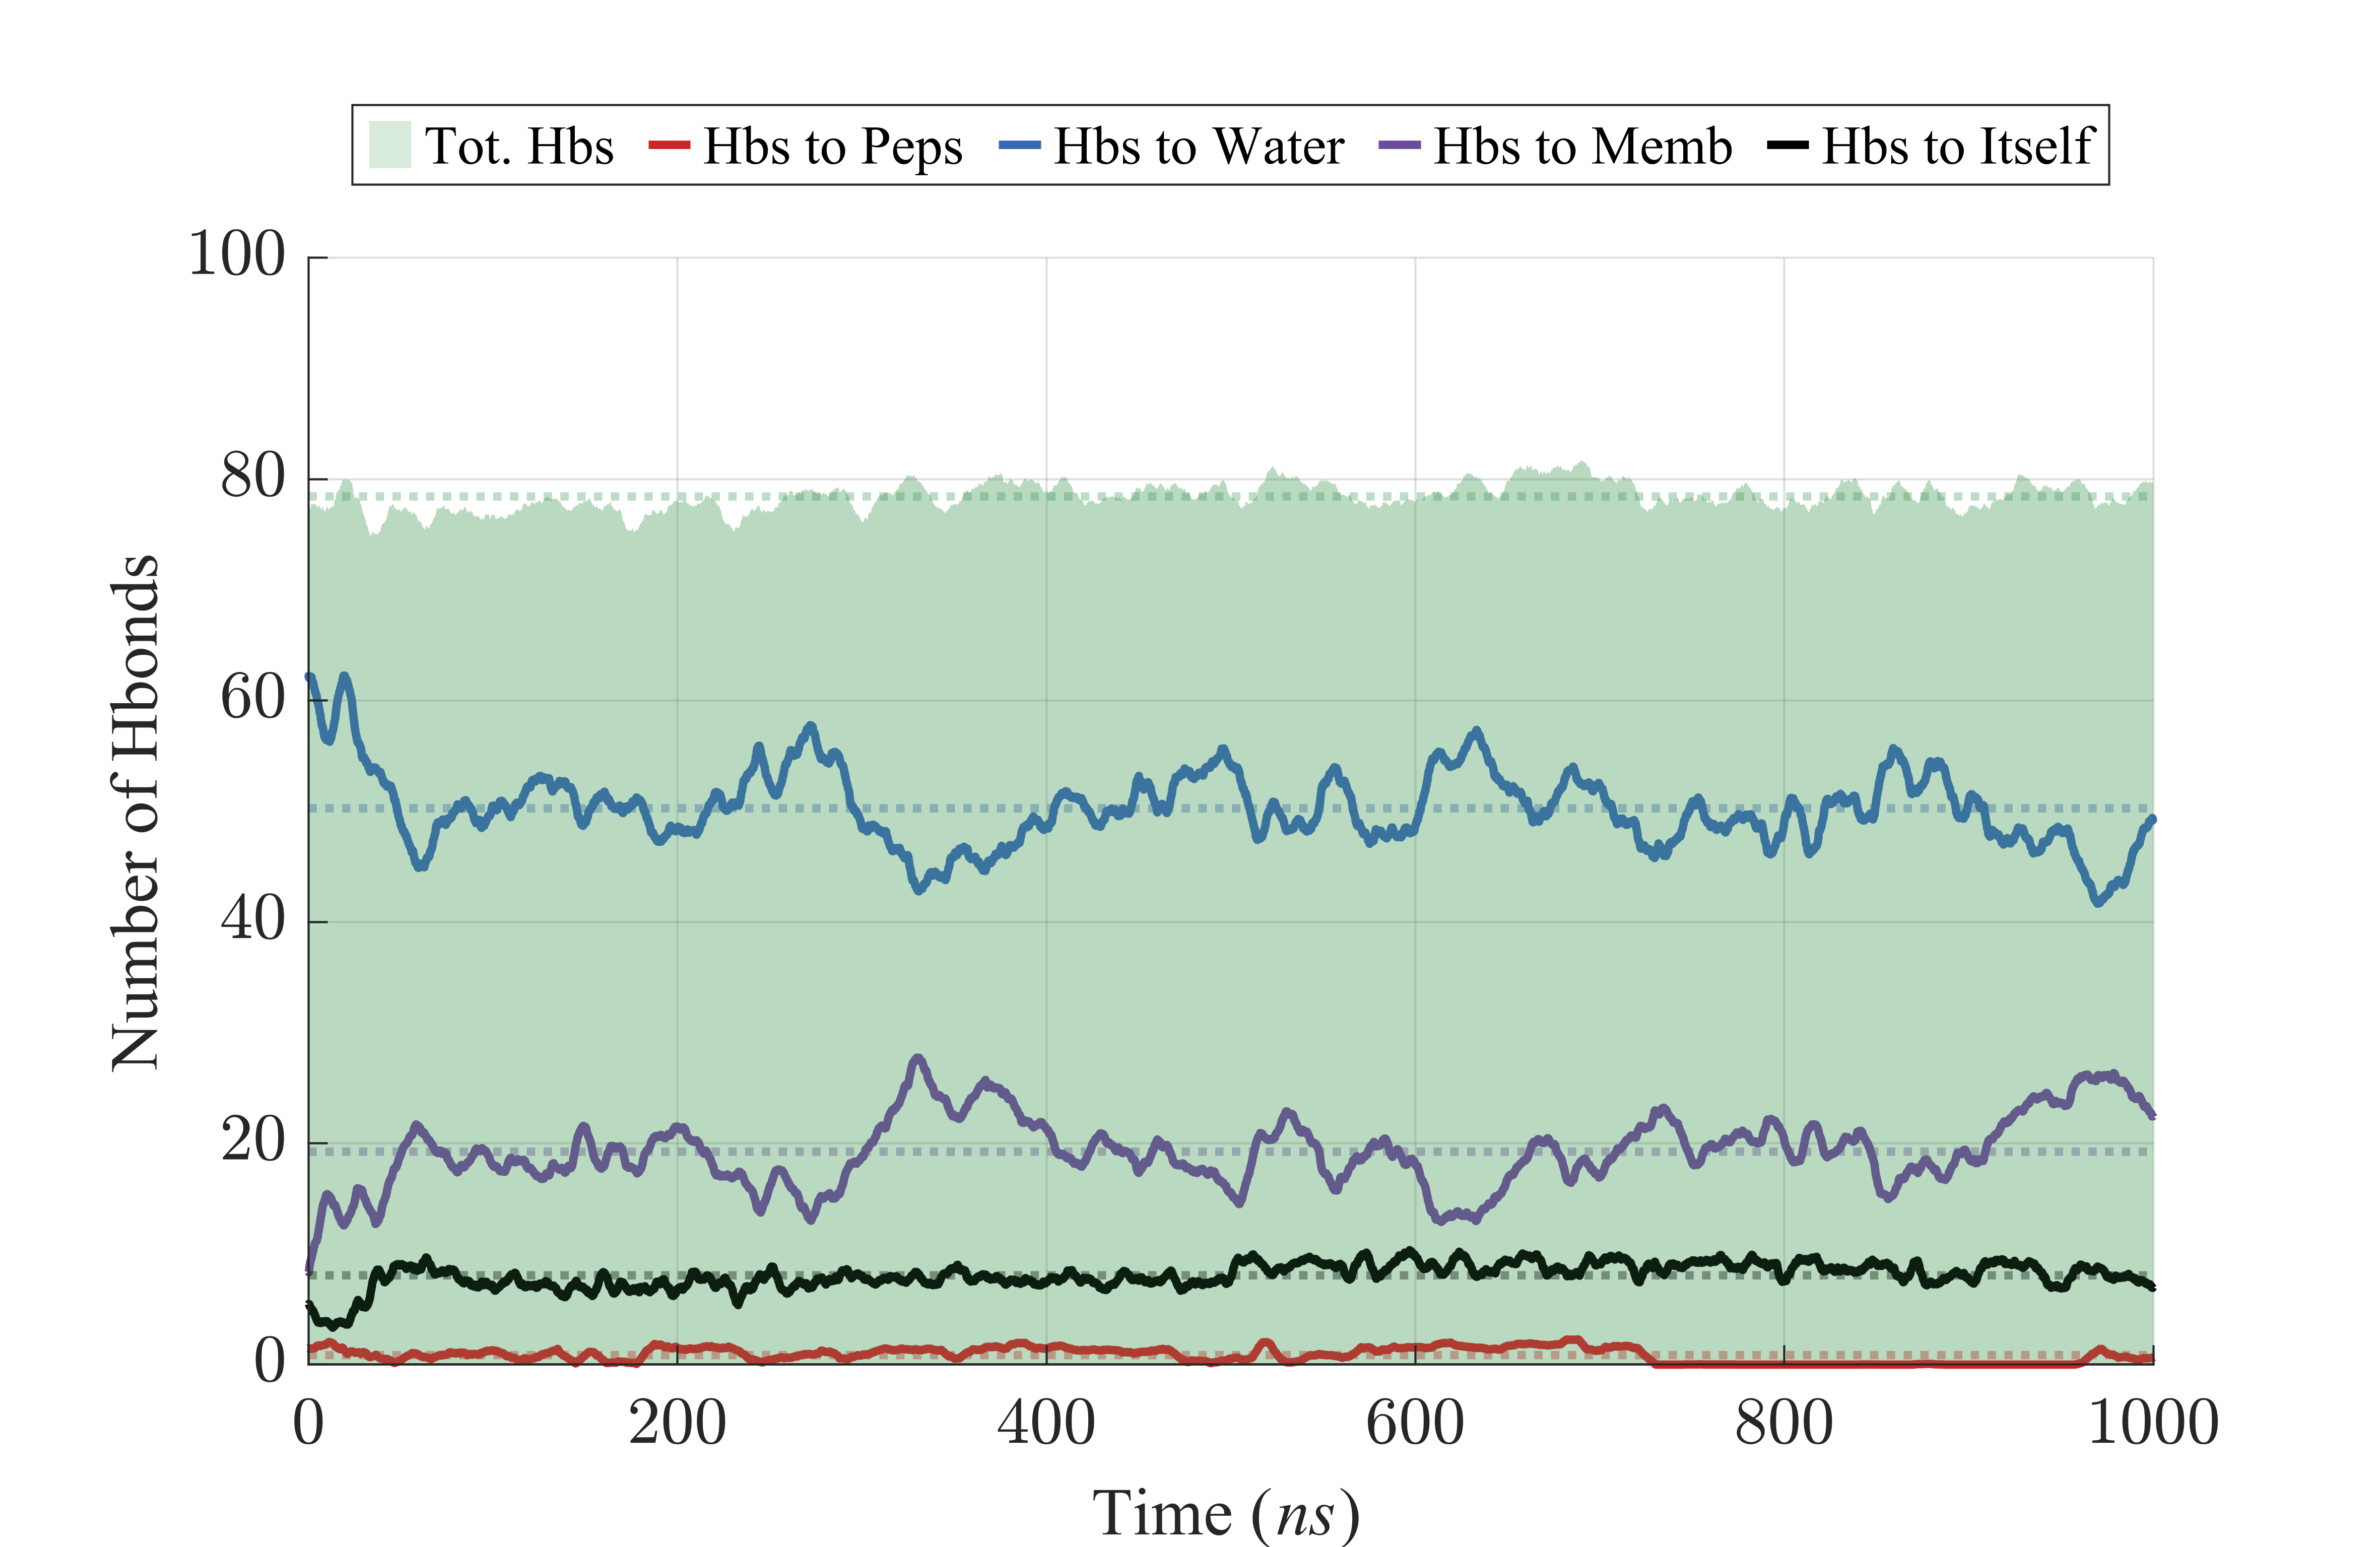 Tot. Hbs Hbs to Peps Hbs to Water Hbs to Memb Hbs to Itself
100
80
60
40
20
0
Number of Hbonds
0 200 400 600 800 1000
Time (ns)